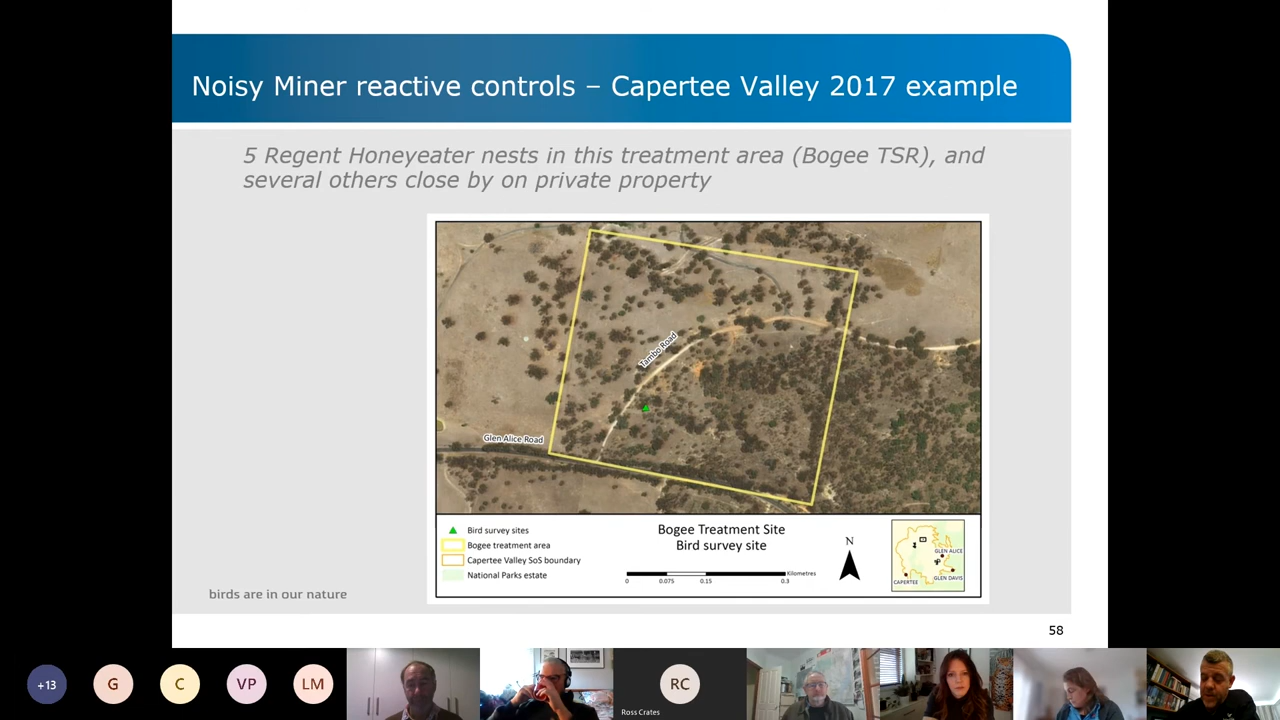 Noisy Miner reactive controls – Capertee Valley 2017 example
5 Regent Honeyeater nests in this treatment area (Bogee TSR), and
several others close by on private property
Tambo Road
Glen Alice Road
Bird survey sites
Bogee treatment area
Capertee Valley SoS boundary
National Parks estate
Bogee Treatment Site
Bird survey site
Kilometres
0 0.075 0.15 0.3
N
GLEN ALICE
GLEN DAVIS
CAPERTEE
birds are in our nature
58
+13
G
C
VP
LM
RC
Ross Crates